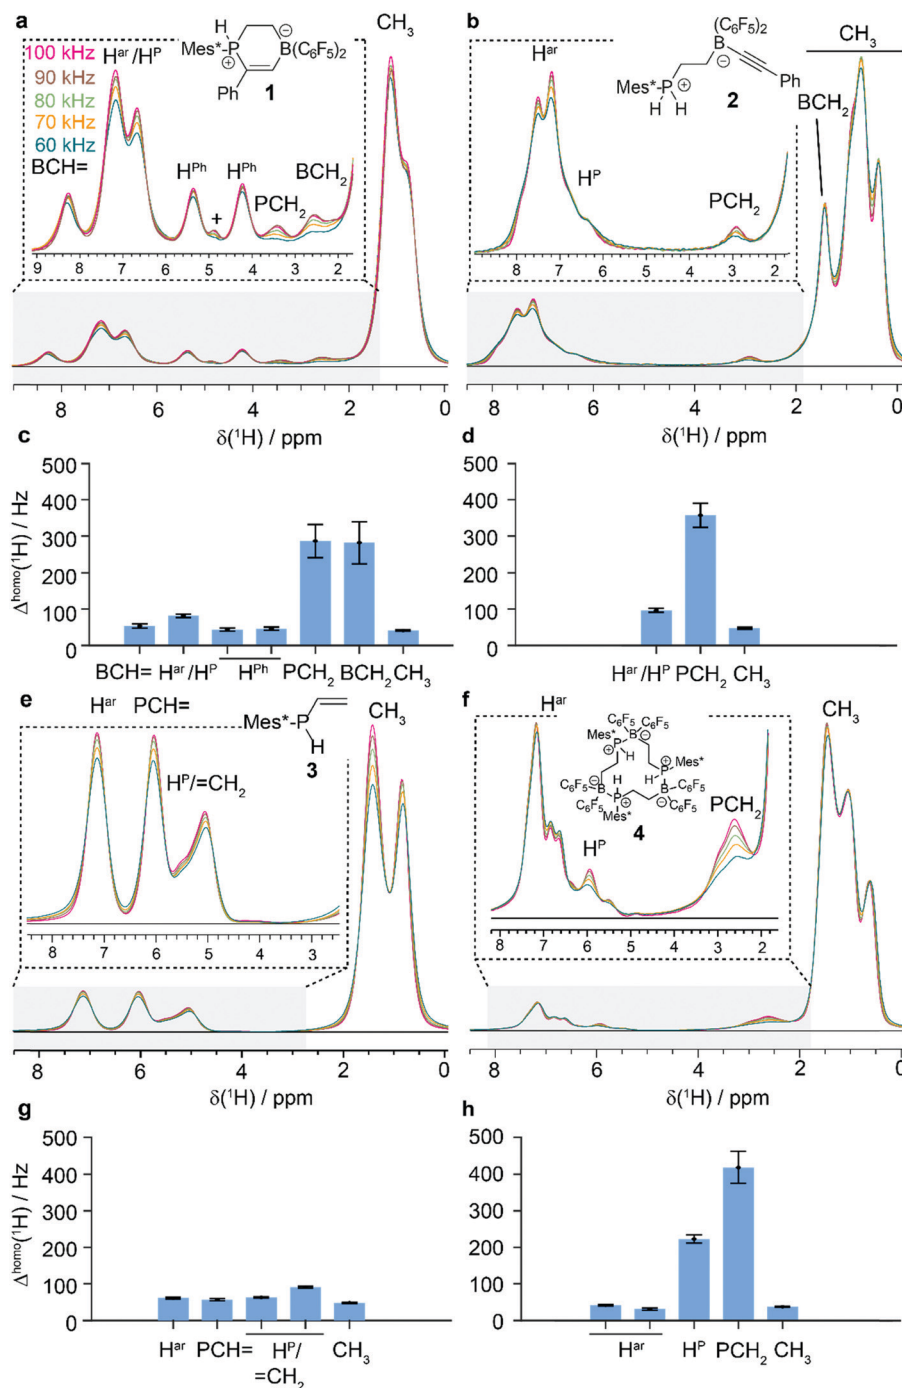 a
H
Mes*-P
⊕
⊖
B(C6F5)2
Ph
1
CH3
100 kHz
90 kHz
80 kHz
70 kHz
60 kHz
Har/HP
BCH=
HPh
+
HPh
PCH2
BCH2
9 8 7 6 5 4 3 2
8 6 4 2 0
δ(1H) / ppm
b
(C6F5)2
B
⊖
Mes*-P
⊕
H H
Ph
2
CH3
BCH2
Har
HP
PCH2
8 7 6 5 4 3 2
8 6 4 2 0
δ(1H) / ppm
c
Δhomo(1H) / Hz
500
400
300
200
100
0
BCH= Har/HP HPh PCH2 BCH2 CH3
d
500
400
300
200
100
0
Har/HP PCH2 CH3
e
Har PCH=
HP/=CH2
Mes*-P
H
3
CH3
8 7 6 5 4 3
8 6 4 2 0
δ(1H) / ppm
f
Har
HP
PCH2
C6F5 C6F5
Mes* B
⊖
⊕ P H
H P Mes*
⊕
C6F5 B H B C6F5
⊖
C6F5 P C6F5
⊕ ⊖
Mes*
4
CH3
8 7 6 5 4 3 2
8 6 4 2 0
δ(1H) / ppm
g
Δhomo(1H) / Hz
500
400
300
200
100
0
Har PCH= HP/ CH3
=CH2
h
500
400
300
200
100
0
Har HP PCH2 CH3